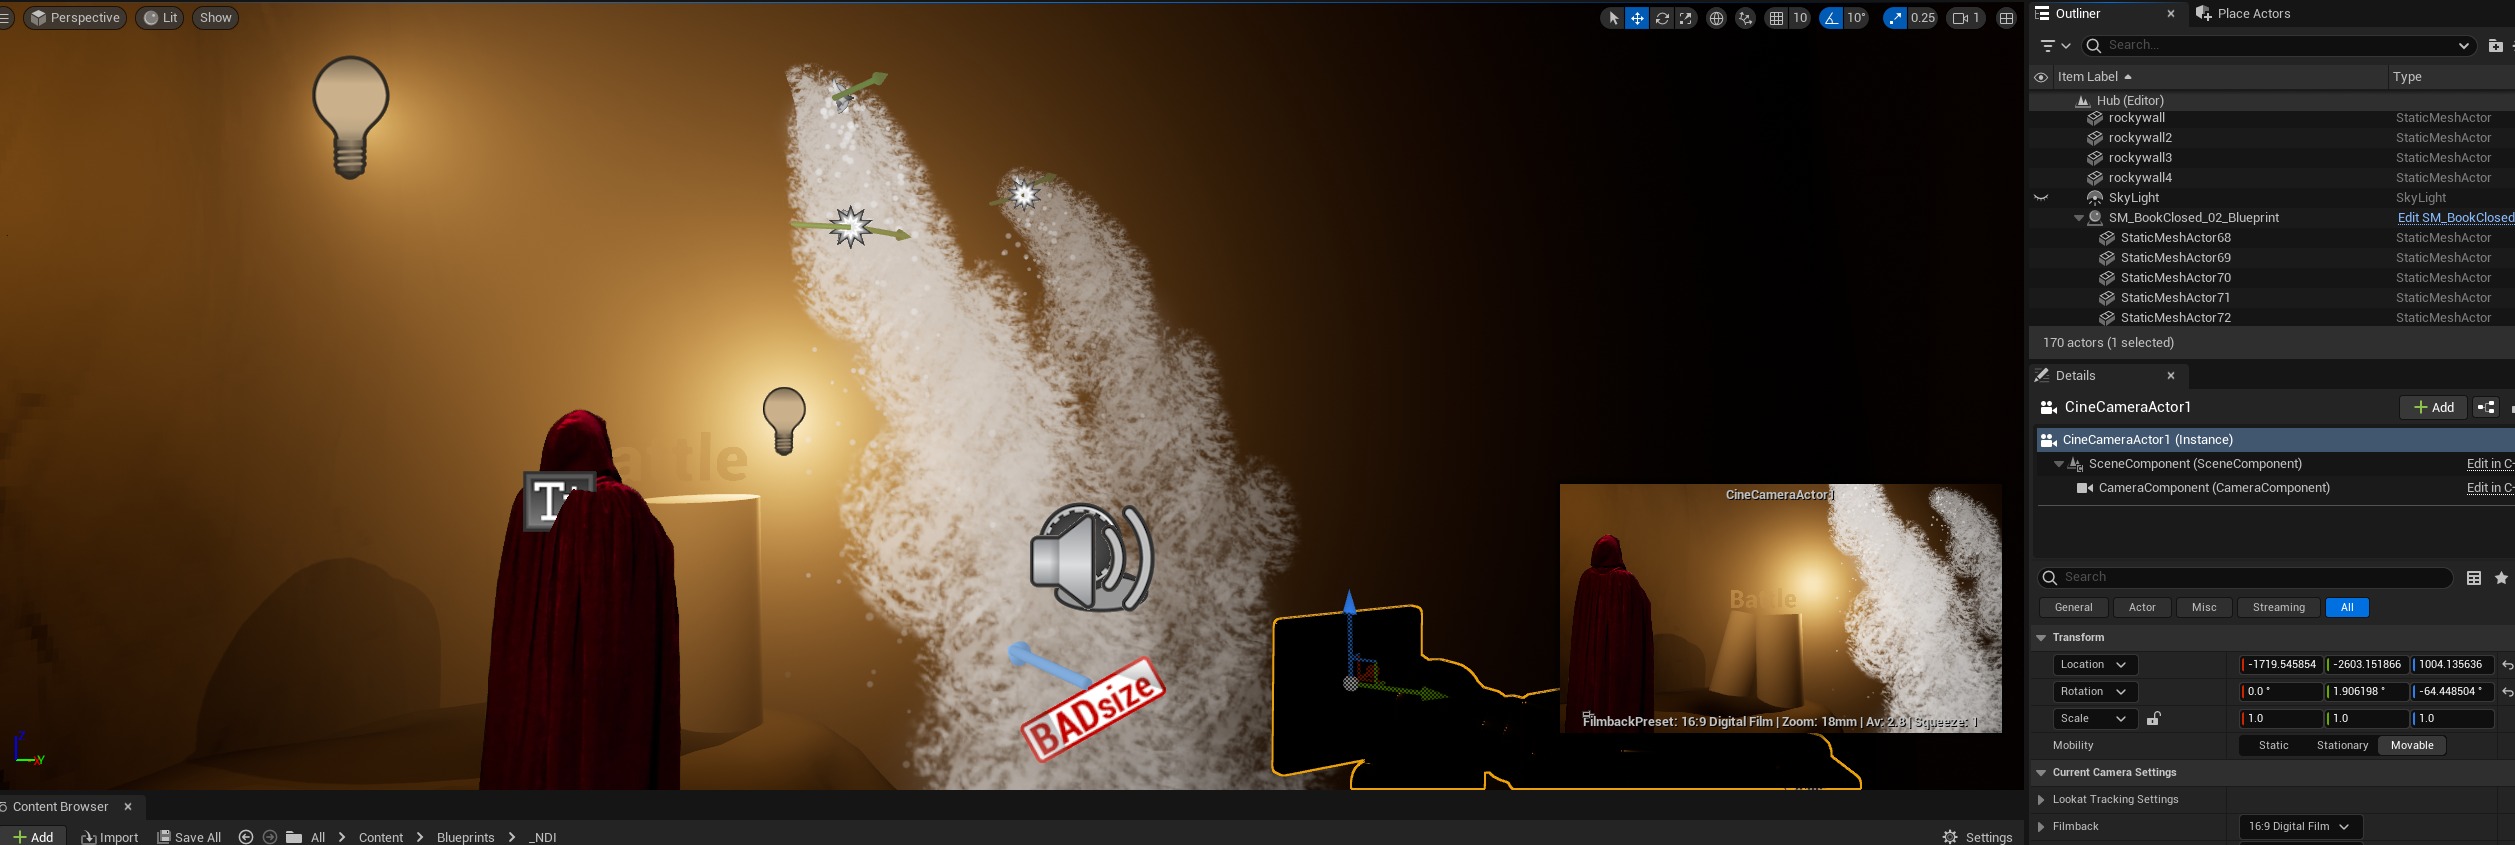 Perspective
Lit
Show
10
10°
0.25
1
Outliner
Place Actors
Search...
Item Label
Type
Hub (Editor)
rockywall StaticMeshActor
rockywall2 StaticMeshActor
rockywall3 StaticMeshActor
rockywall4 StaticMeshActor
SkyLight SkyLight
SM_BookClosed_02_Blueprint Edit SM_BookClosed
StaticMeshActor68 StaticMeshActor
StaticMeshActor69 StaticMeshActor
StaticMeshActor70 StaticMeshActor
StaticMeshActor71 StaticMeshActor
StaticMeshActor72 StaticMeshActor
170 actors (1 selected)
Details
CineCameraActor1
Add
CineCameraActor1 (Instance)
SceneComponent (SceneComponent) Edit in C
CameraComponent (CameraComponent) Edit in C
Search
General Actor Misc Streaming All
Transform
Location -1719.545854 -2603.151866 1004.135636
Rotation 0.0 ° 1.906198 ° -64.448504 °
Scale 1.0 1.0 1.0
Mobility Static Stationary Movable
Current Camera Settings
Lookat Tracking Settings
Filmback 16:9 Digital Film
attle
T
BADsize
CineCameraActor1
Battle
FilmbackPreset: 16:9 Digital Film | Zoom: 18mm | Av: 2.8 | Squeeze: 1
Z
Y
Content Browser
Add Import Save All All Content Blueprints _NDI
Settings